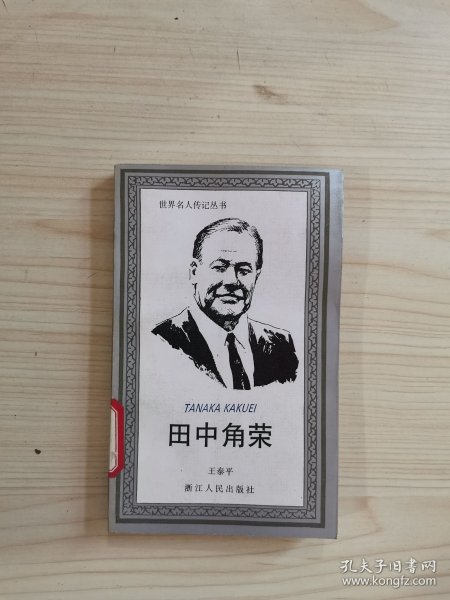 世界名人传记丛书
TANAKA KAKUEI
田中角荣
王泰平
浙江人民出版社
孔夫子旧书网
www.kongfz.com